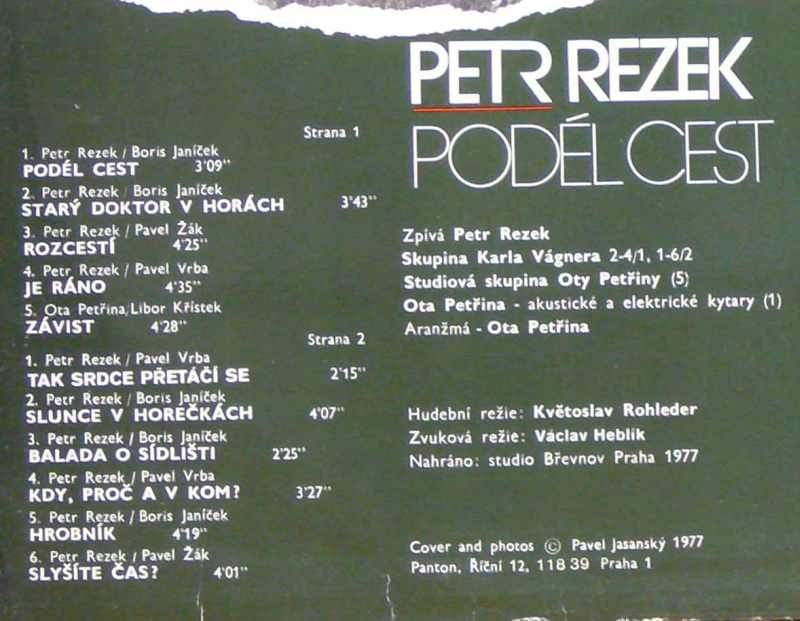 PETR REZEK
PODÉL CEST
Strana 1
1. Petr Rezek / Boris Janíček
PODÉL CEST 3'09''
2. Petr Rezek / Boris Janíček
STARÝ DOKTOR V HORÁCH 3'43''
3. Petr Rezek / Pavel Žák
ROZCESTÍ 4'25''
4. Petr Rezek / Pavel Vrba
JE RÁNO 4'35''
5. Ota Petřina/Libor Křístek
ZÁVIST 4'28''
Strana 2
1. Petr Rezek / Pavel Vrba
TAK SRDCE PŘETÁČÍ SE 2'15''
2. Petr Rezek / Boris Janíček
SLUNCE V HOREČKÁCH 4'07''
3. Petr Rezek / Boris Janíček
BALADA O SÍDLIŠTI 2'25''
4. Petr Rezek / Pavel Vrba
KDY, PROČ A V KOM? 3'27''
5. Petr Rezek / Boris Janíček
HROBNÍK 4'19''
6. Petr Rezek / Pavel Žák
SLYŠÍTE ČAS? 4'01''
Zpívá Petr Rezek
Skupina Karla Vágnera 2-4/1, 1-6/2
Studiová skupina Oty Petřiny (5)
Ota Petřina - akustické a elektrické kytary (1)
Aranžmá - Ota Petřina
Hudební režie: Květoslav Rohleder
Zvuková režie: Václav Heblík
Nahráno: studio Břevnov Praha 1977
Cover and photos © Pavel Jasanský 1977
Panton, Říční 12, 118 39 Praha 1